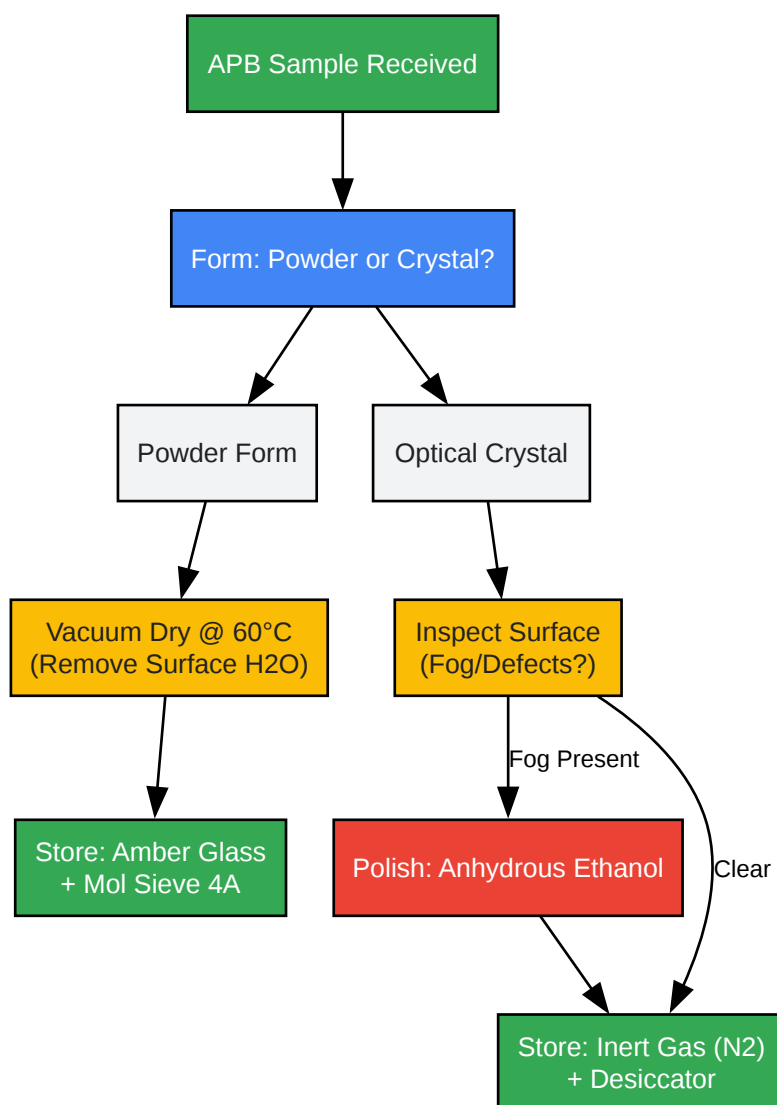 APB Sample Received
Form: Powder or Crystal?
Powder Form
Optical Crystal
Vacuum Dry @ 60°C
(Remove Surface H2O)
Inspect Surface
(Fog/Defects?)
Fog Present
Store: Amber Glass
+ Mol Sieve 4A
Polish: Anhydrous Ethanol
Clear
Store: Inert Gas (N2)
+ Desiccator